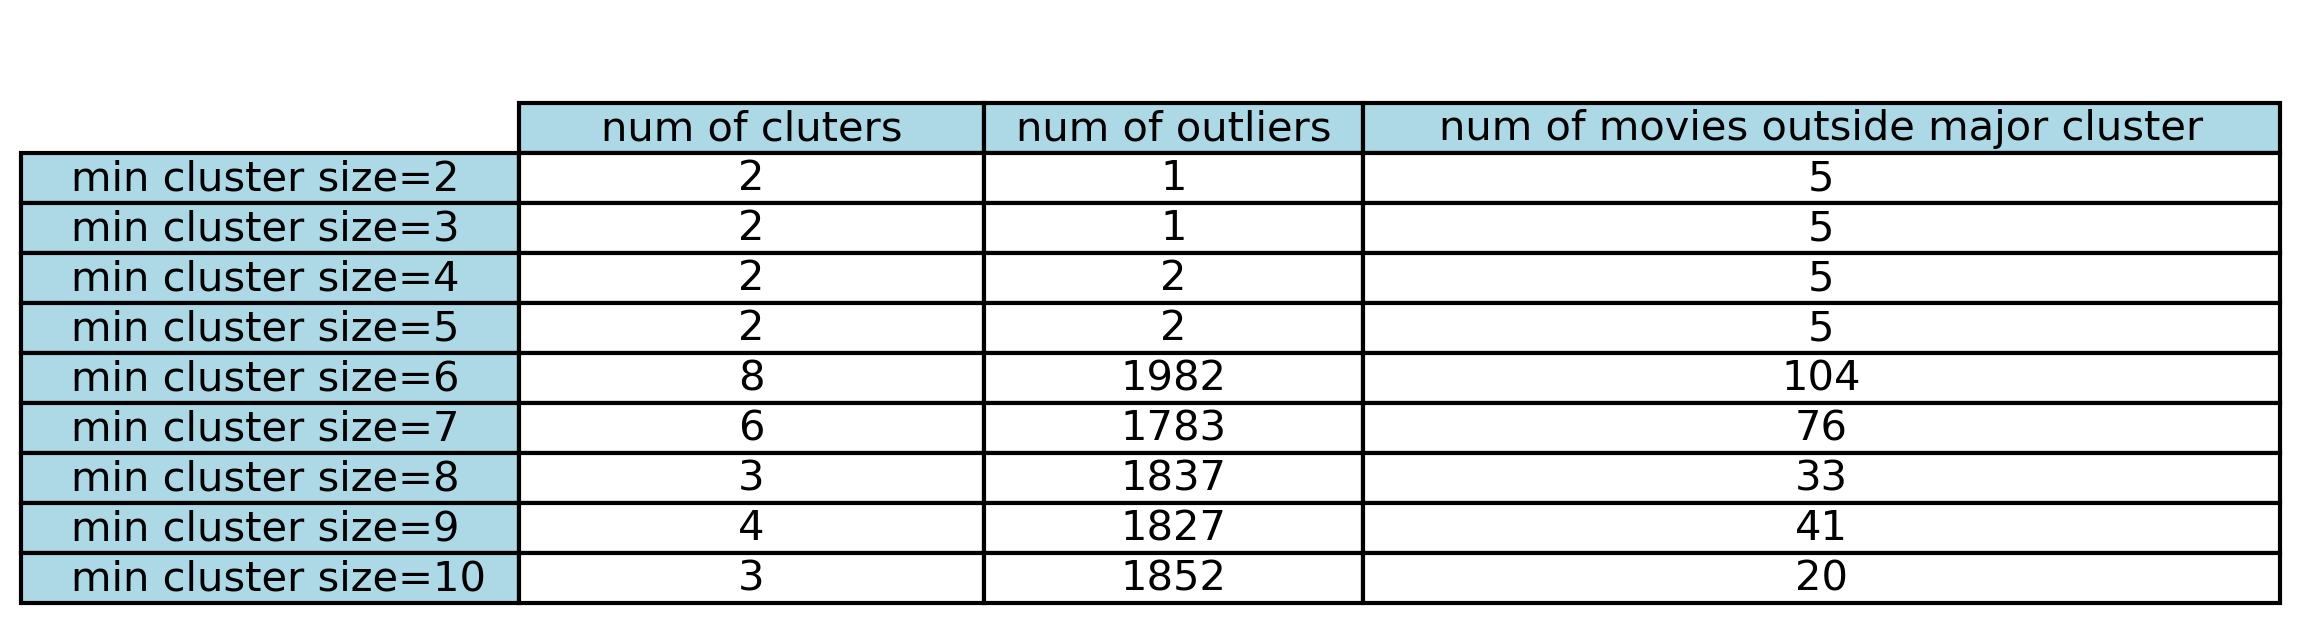 num of cluters num of outliers num of movies outside major cluster
min cluster size=2 2 1 5
min cluster size=3 2 1 5
min cluster size=4 2 2 5
min cluster size=5 2 2 5
min cluster size=6 8 1982 104
min cluster size=7 6 1783 76
min cluster size=8 3 1837 33
min cluster size=9 4 1827 41
min cluster size=10 3 1852 20